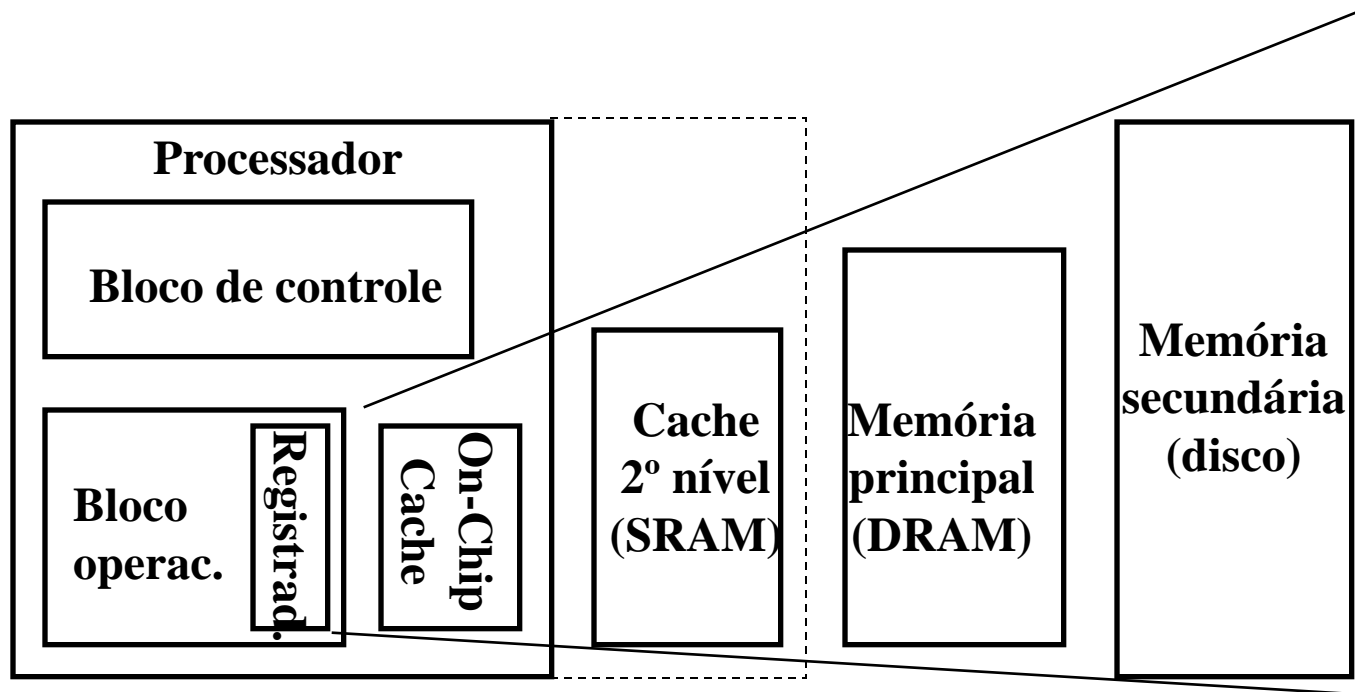 Processador
Bloco de controle
Bloco
operac.
Registrad.
On-Chip
Cache
Cache
2º nível
(SRAM)
Memória
principal
(DRAM)
Memória
secundária
(disco)